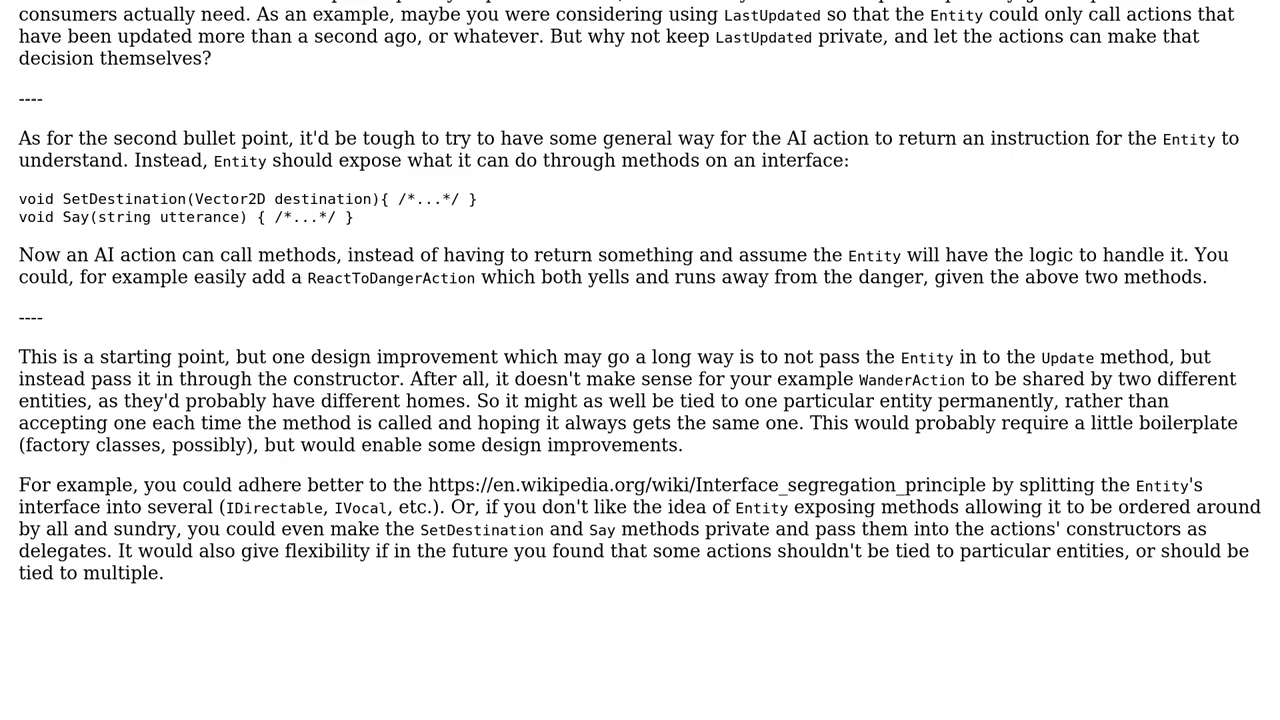 consumers actually need. As an example, maybe you were considering using LastUpdated so that the Entity could only call actions that
have been updated more than a second ago, or whatever. But why not keep LastUpdated private, and let the actions can make that
decision themselves?
----
As for the second bullet point, it'd be tough to try to have some general way for the AI action to return an instruction for the Entity to
understand. Instead, Entity should expose what it can do through methods on an interface:
void SetDestination(Vector2D destination){ /*...*/ }
void Say(string utterance) { /*...*/ }
Now an AI action can call methods, instead of having to return something and assume the Entity will have the logic to handle it. You
could, for example easily add a ReactToDangerAction which both yells and runs away from the danger, given the above two methods.
----
This is a starting point, but one design improvement which may go a long way is to not pass the Entity in to the Update method, but
instead pass it in through the constructor. After all, it doesn't make sense for your example WanderAction to be shared by two different
entities, as they'd probably have different homes. So it might as well be tied to one particular entity permanently, rather than
accepting one each time the method is called and hoping it always gets the same one. This would probably require a little boilerplate
(factory classes, possibly), but would enable some design improvements.
For example, you could adhere better to the https://en.wikipedia.org/wiki/Interface_segregation_principle by splitting the Entity's
interface into several (IDirectable, IVocal, etc.). Or, if you don't like the idea of Entity exposing methods allowing it to be ordered around
by all and sundry, you could even make the SetDestination and Say methods private and pass them into the actions' constructors as
delegates. It would also give flexibility if in the future you found that some actions shouldn't be tied to particular entities, or should be
tied to multiple.